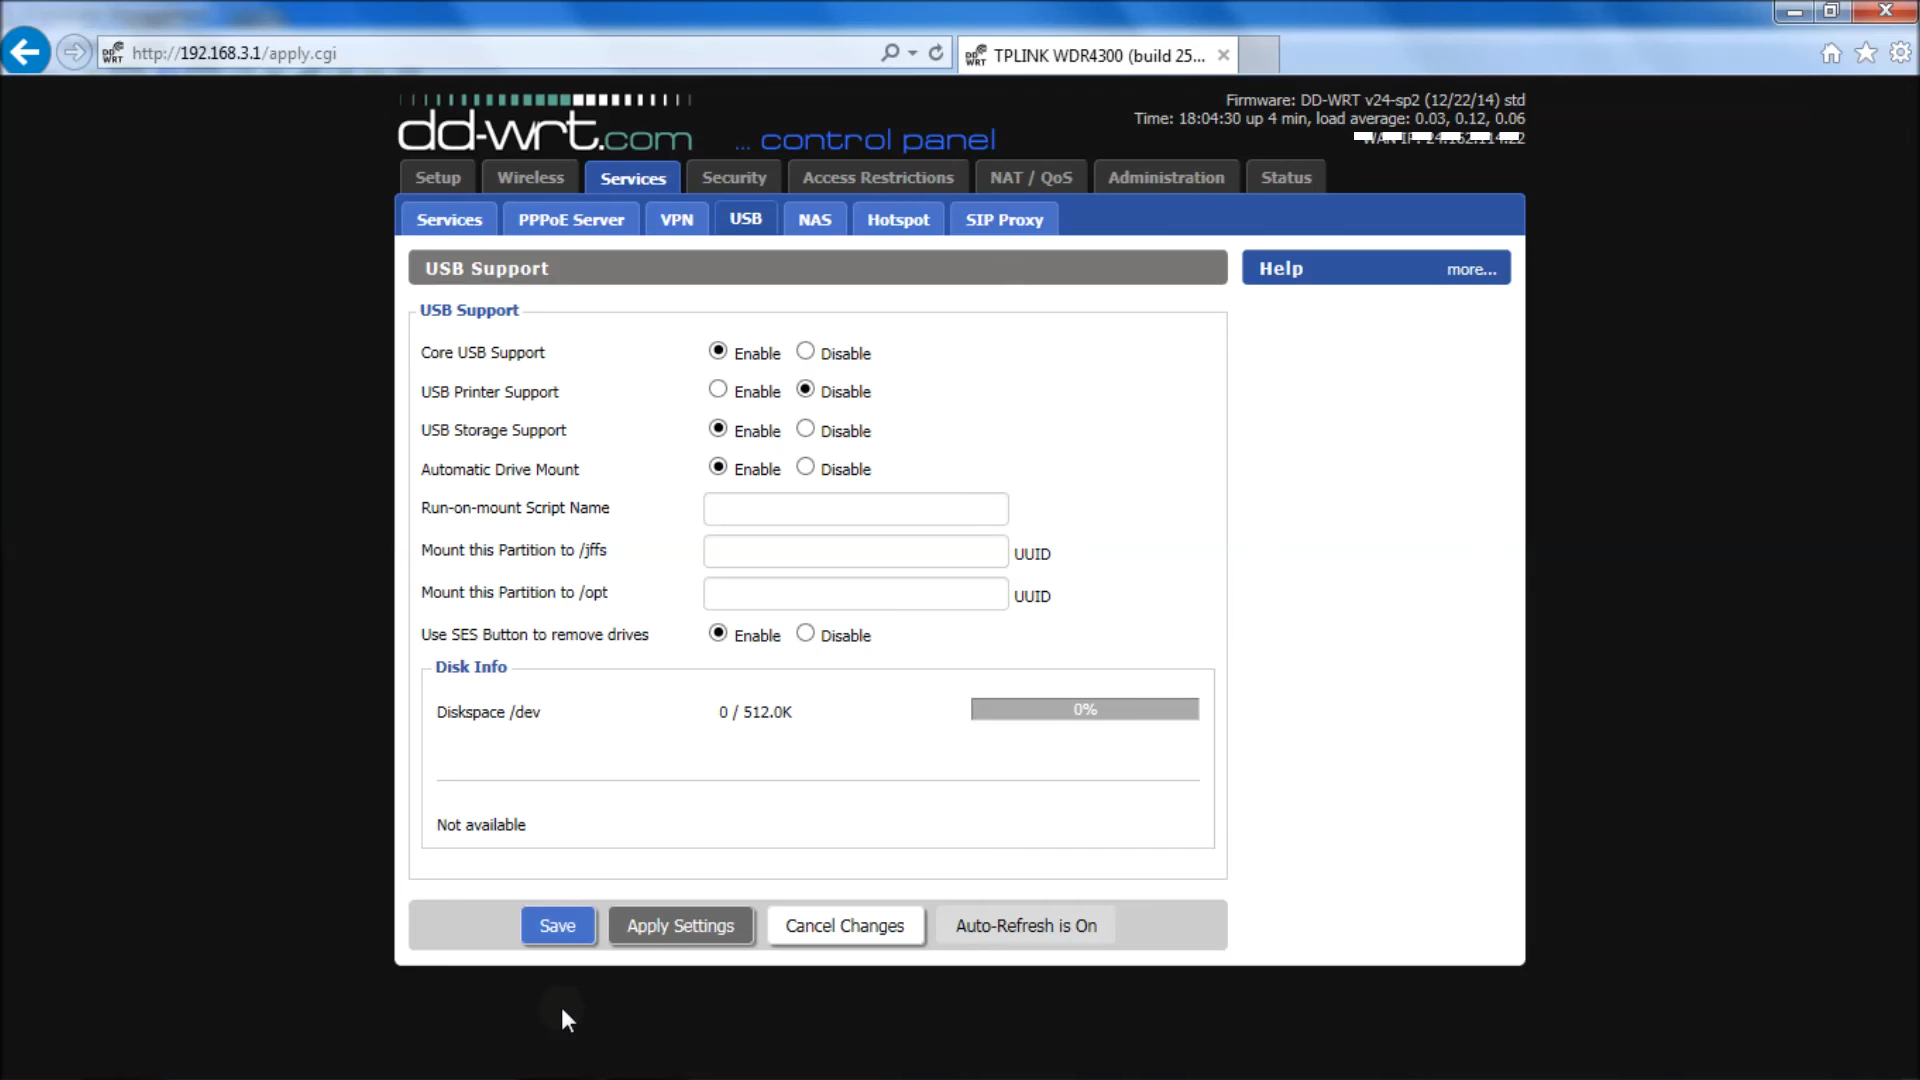 http://192.168.3.1/apply.cgi
TPLINK WDR4300 (build 25...
dd-wrt.com ... control panel
Firmware: DD-WRT v24-sp2 (12/22/14) std
Time: 18:04:30 up 4 min, load average: 0.03, 0.12, 0.06
Setup Wireless Services Security Access Restrictions NAT / QoS Administration Status
Services PPPoE Server VPN USB NAS Hotspot SIP Proxy
USB Support
Help more...
USB Support
Core USB Support Enable Disable
USB Printer Support Enable Disable
USB Storage Support Enable Disable
Automatic Drive Mount Enable Disable
Run-on-mount Script Name
Mount this Partition to /jffs UUID
Mount this Partition to /opt UUID
Use SES Button to remove drives Enable Disable
Disk Info
Diskspace /dev 0 / 512.0K 0%
Not available
Save Apply Settings Cancel Changes Auto-Refresh is On